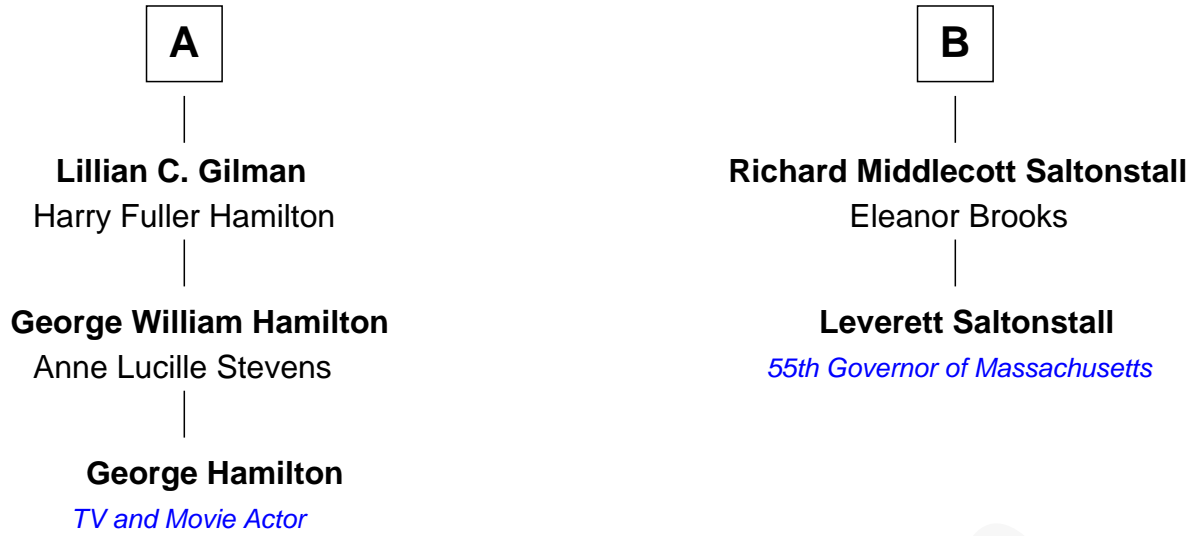 A
Lillian C. Gilman
Harry Fuller Hamilton
George William Hamilton
Anne Lucille Stevens
George Hamilton
TV and Movie Actor
B
Richard Middlecott Saltonstall
Eleanor Brooks
Leverett Saltonstall
55th Governor of Massachusetts